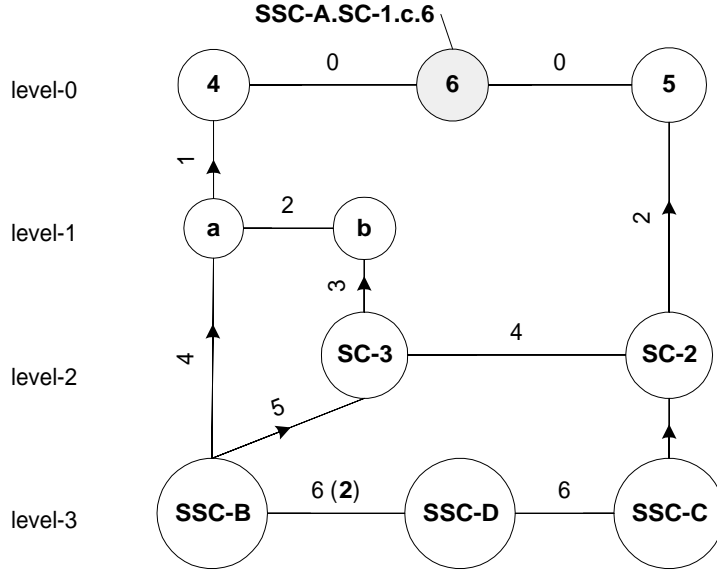 SSC-A.SC-1.c.6
level-0
4
0
6
0
5
1
level-1
a
2
b
2
3
level-2
4
SC-3
4
SC-2
5
level-3
SSC-B
6 (2)
SSC-D
6
SSC-C